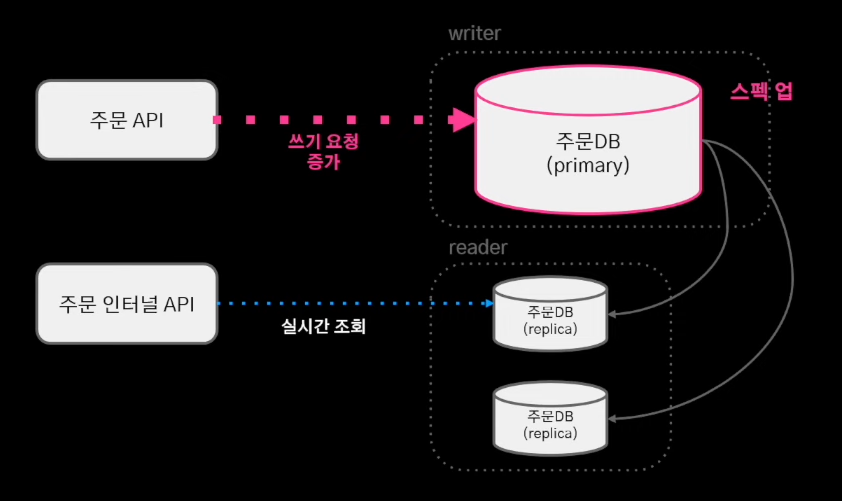 writer
스펙 업
주문 API
쓰기 요청
증가
주문DB
(primary)
reader
주문 인터널 API
실시간 조회
주문DB
(replica)
주문DB
(replica)